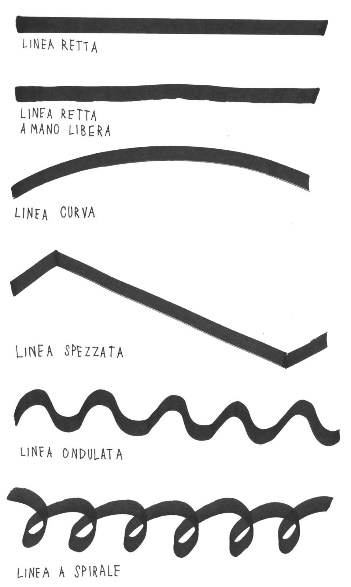 LINEA RETTA
LINEA RETTA
A MANO LIBERA
LINEA CURVA
LINEA SPEZZATA
LINEA ONDULATA
LINEA A SPIRALE